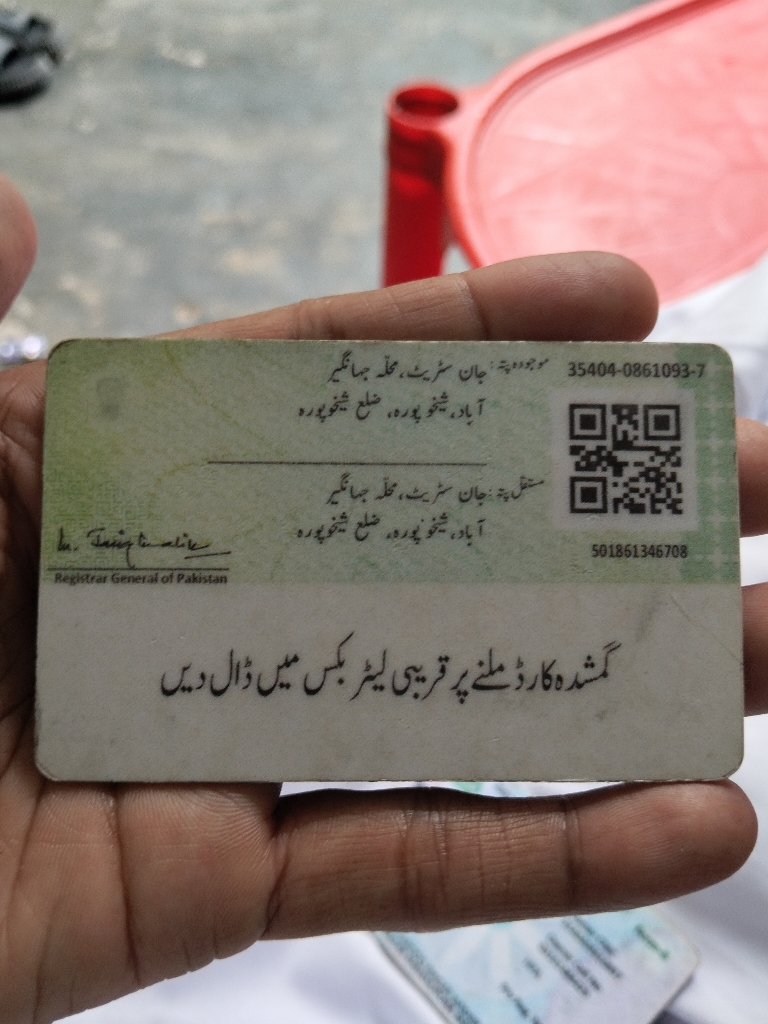 موجودہ پتہ: جان سٹریٹ، محلہ جہانگیر
آباد، شیخوپورہ، ضلع شیخوپورہ
35404-0861093-7
مستقل پتہ: جان سٹریٹ، محلہ جہانگیر
آباد، شیخوپورہ، ضلع شیخوپورہ
501861346708
Registrar General of Pakistan
گمشدہ کارڈ ملنے پر قریبی لیٹر بکس میں ڈال دیں